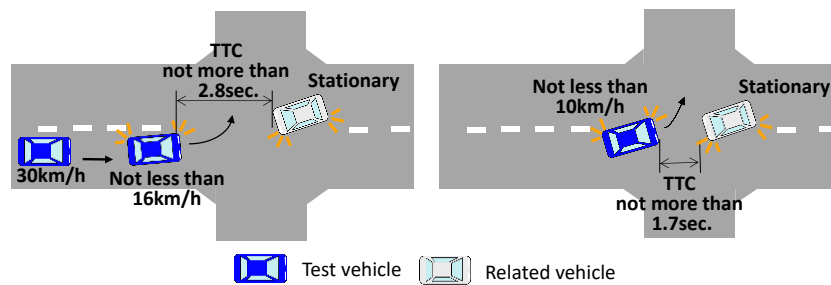 TTC
not more than
2.8sec.
Stationary
30km/h
Not less than
16km/h
Not less than
10km/h
Stationary
TTC
not more than
1.7sec.
Test vehicle
Related vehicle